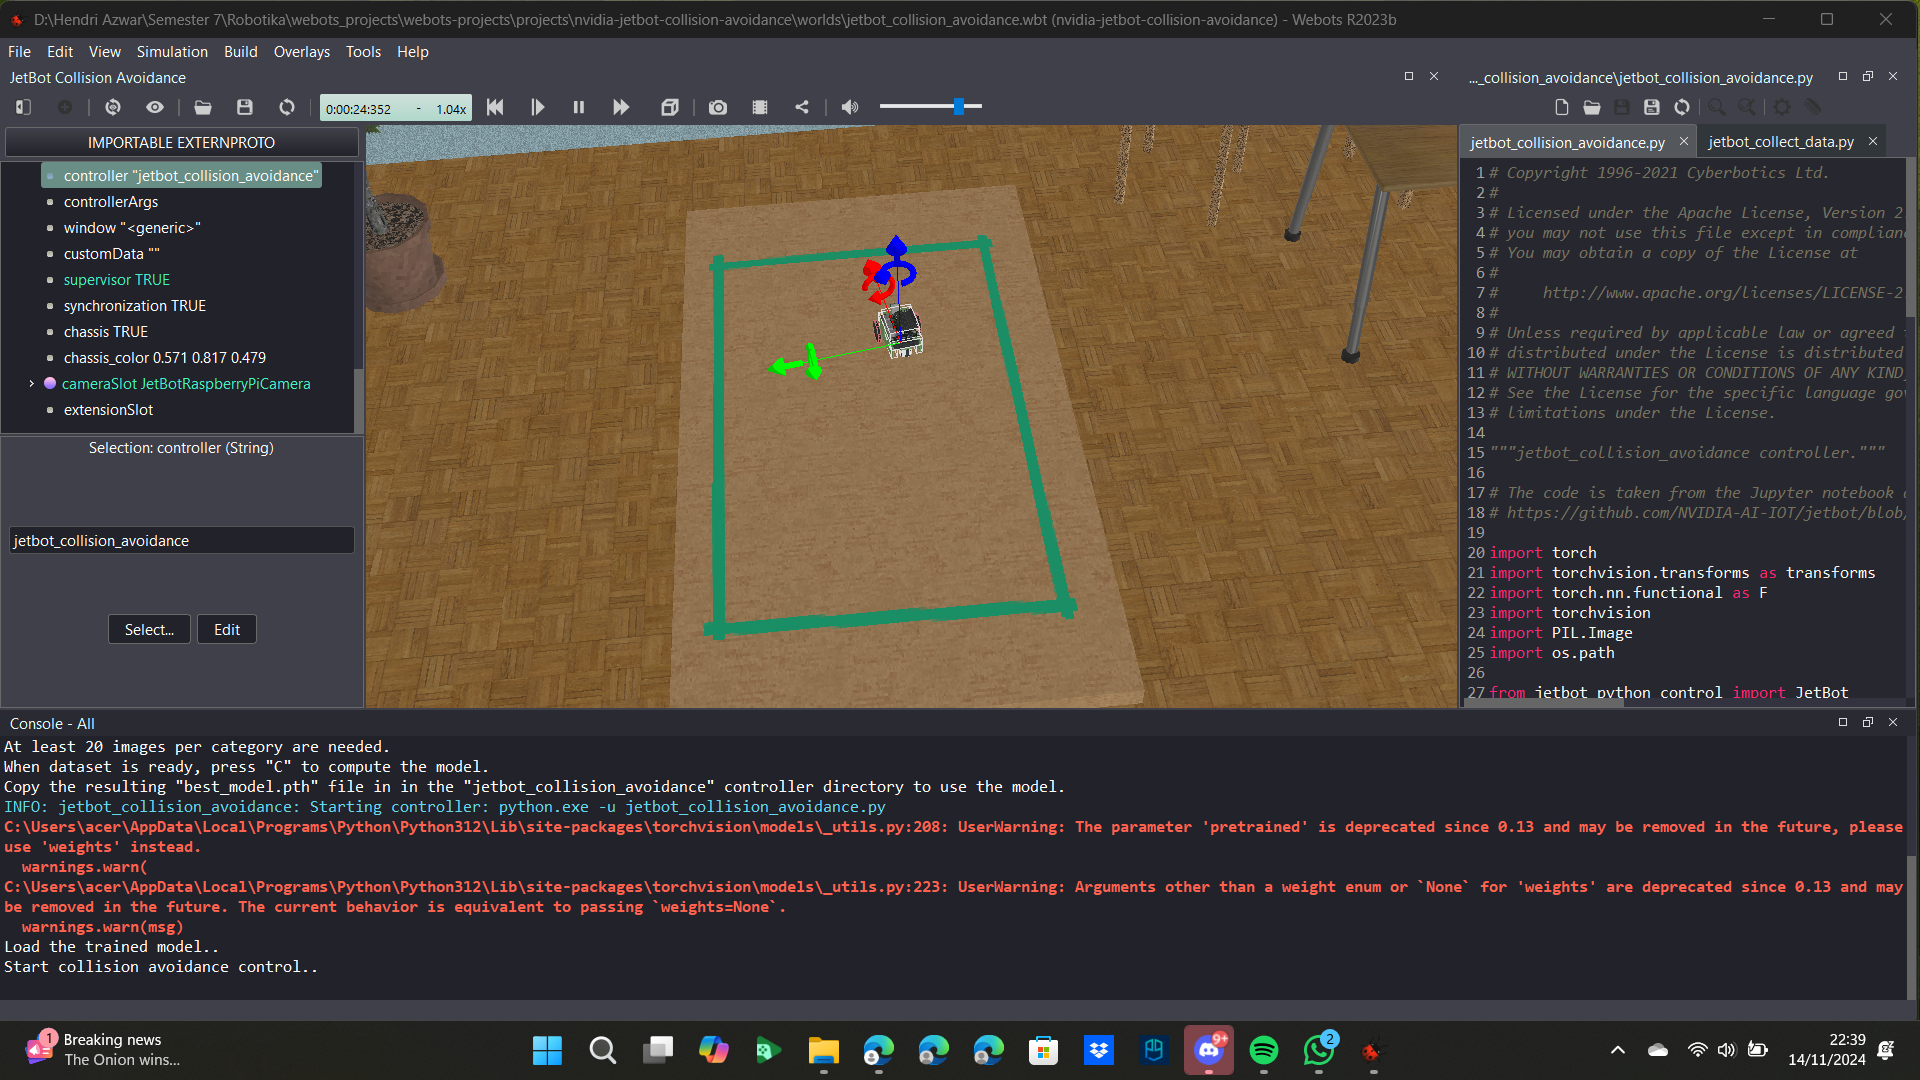 D:\Hendri Azwar\Semester 7\Robotika\webots_projects\webots-projects\projects\nvidia-jetbot-collision-avoidance\worlds\jetbot_collision_avoidance.wbt (nvidia-jetbot-collision-avoidance) - Webots R2023b
File Edit View Simulation Build Overlays Tools Help
JetBot Collision Avoidance
0:00:24:352 - 1.04x
IMPORTABLE EXTERNPROTO
controller "jetbot_collision_avoidance"
controllerArgs
window "<generic>"
customData ""
supervisor TRUE
synchronization TRUE
chassis TRUE
chassis_color 0.571 0.817 0.479
cameraSlot JetBotRaspberryPiCamera
extensionSlot
Selection: controller (String)
jetbot_collision_avoidance
Select... Edit
..._collision_avoidance\jetbot_collision_avoidance.py
jetbot_collision_avoidance.py jetbot_collect_data.py
1 # Copyright 1996-2021 Cyberbotics Ltd.
2 #
3 # Licensed under the Apache License, Version 2
4 # you may not use this file except in complian
5 # You may obtain a copy of the License at
6 #
7 # http://www.apache.org/licenses/LICENSE-2
8 #
9 # Unless required by applicable law or agreed
10 # distributed under the License is distributed
11 # WITHOUT WARRANTIES OR CONDITIONS OF ANY KIND,
12 # See the License for the specific language go
13 # limitations under the License.
14
15 """jetbot_collision_avoidance controller."""
16
17 # The code is taken from the Jupyter notebook
18 # https://github.com/NVIDIA-AI-IOT/jetbot/blob/
19
20 import torch
21 import torchvision.transforms as transforms
22 import torch.nn.functional as F
23 import torchvision
24 import PIL.Image
25 import os.path
26
27 from jetbot_python_control import JetBot
Console - All
At least 20 images per category are needed.
When dataset is ready, press "C" to compute the model.
Copy the resulting "best_model.pth" file in in the "jetbot_collision_avoidance" controller directory to use the model.
INFO: jetbot_collision_avoidance: Starting controller: python.exe -u jetbot_collision_avoidance.py
C:\Users\acer\AppData\Local\Programs\Python\Python312\Lib\site-packages\torchvision\models\_utils.py:208: UserWarning: The parameter 'pretrained' is deprecated since 0.13 and may be removed in the future, please
use 'weights' instead.
warnings.warn(
C:\Users\acer\AppData\Local\Programs\Python\Python312\Lib\site-packages\torchvision\models\_utils.py:223: UserWarning: Arguments other than a weight enum or `None` for 'weights' are deprecated since 0.13 and may
be removed in the future. The current behavior is equivalent to passing `weights=None`.
warnings.warn(msg)
Load the trained model..
Start collision avoidance control..
1
Breaking news
The Onion wins...
9+
2
22:39
14/11/2024